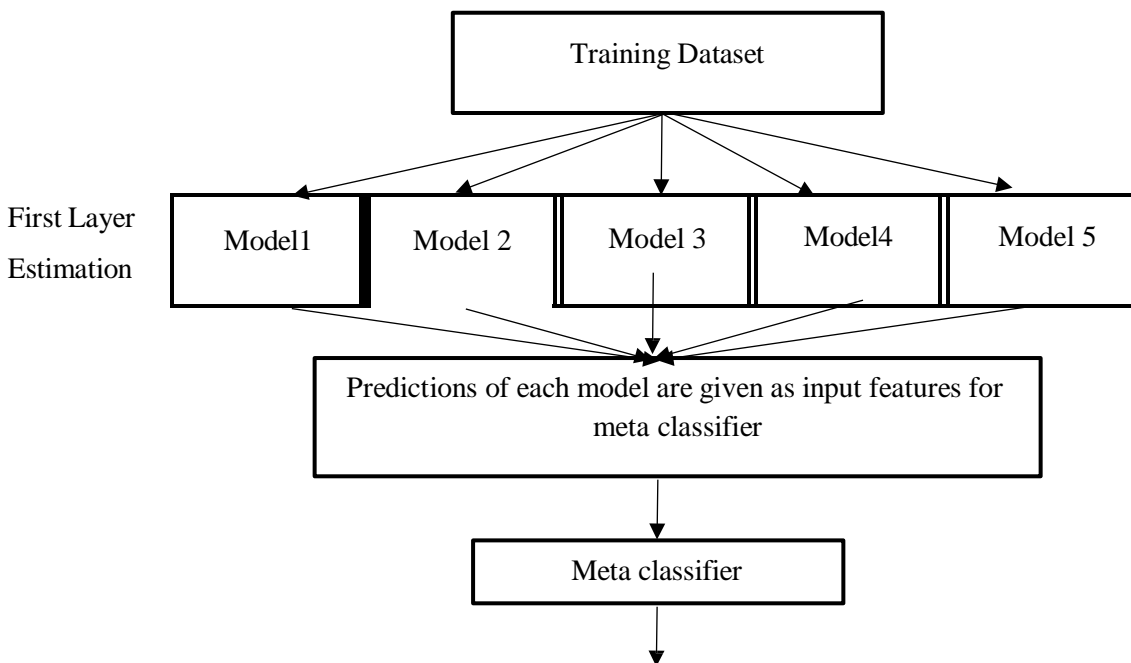 Training Dataset
First Layer
Estimation
Model1
Model 2
Model 3
Model4
Model 5
Predictions of each model are given as input features for
meta classifier
Meta classifier